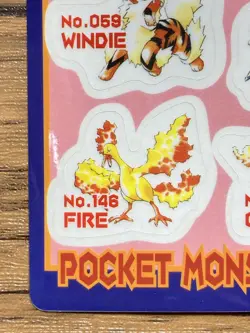 No.059
WINDIE
No.146
FIRE
POCKET MONS